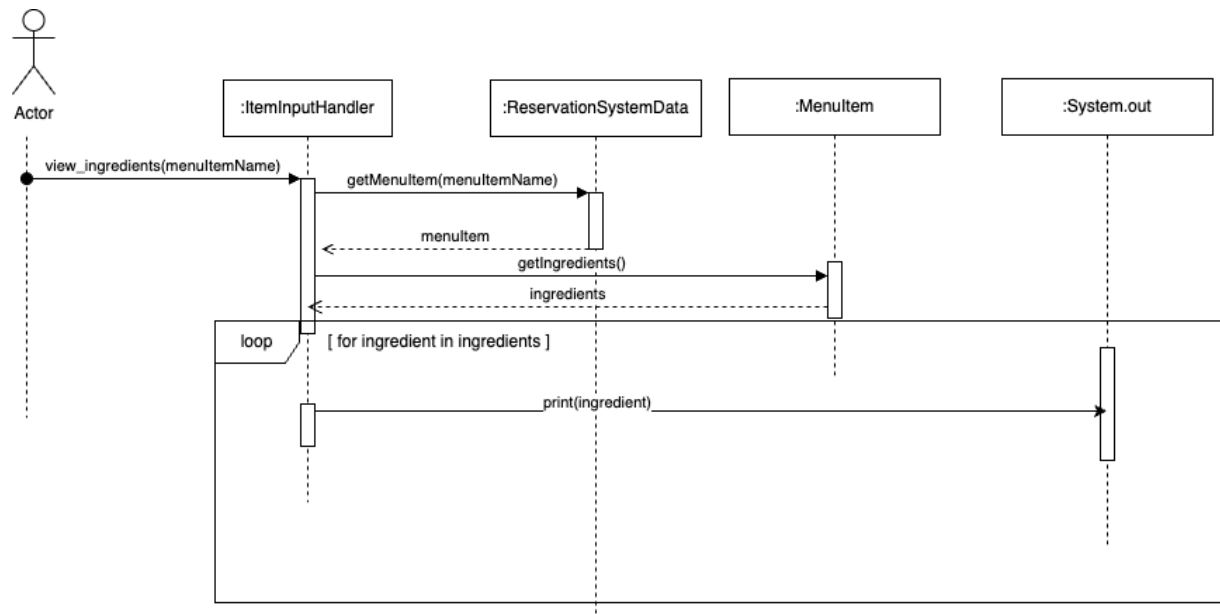 Actor
:ItemInputHandler
:ReservationSystemData
:MenuItem
:System.out
view_ingredients(menuItemName)
getMenuItem(menuItemName)
menuItem
getIngredients()
ingredients
loop
[ for ingredient in ingredients ]
print(ingredient)